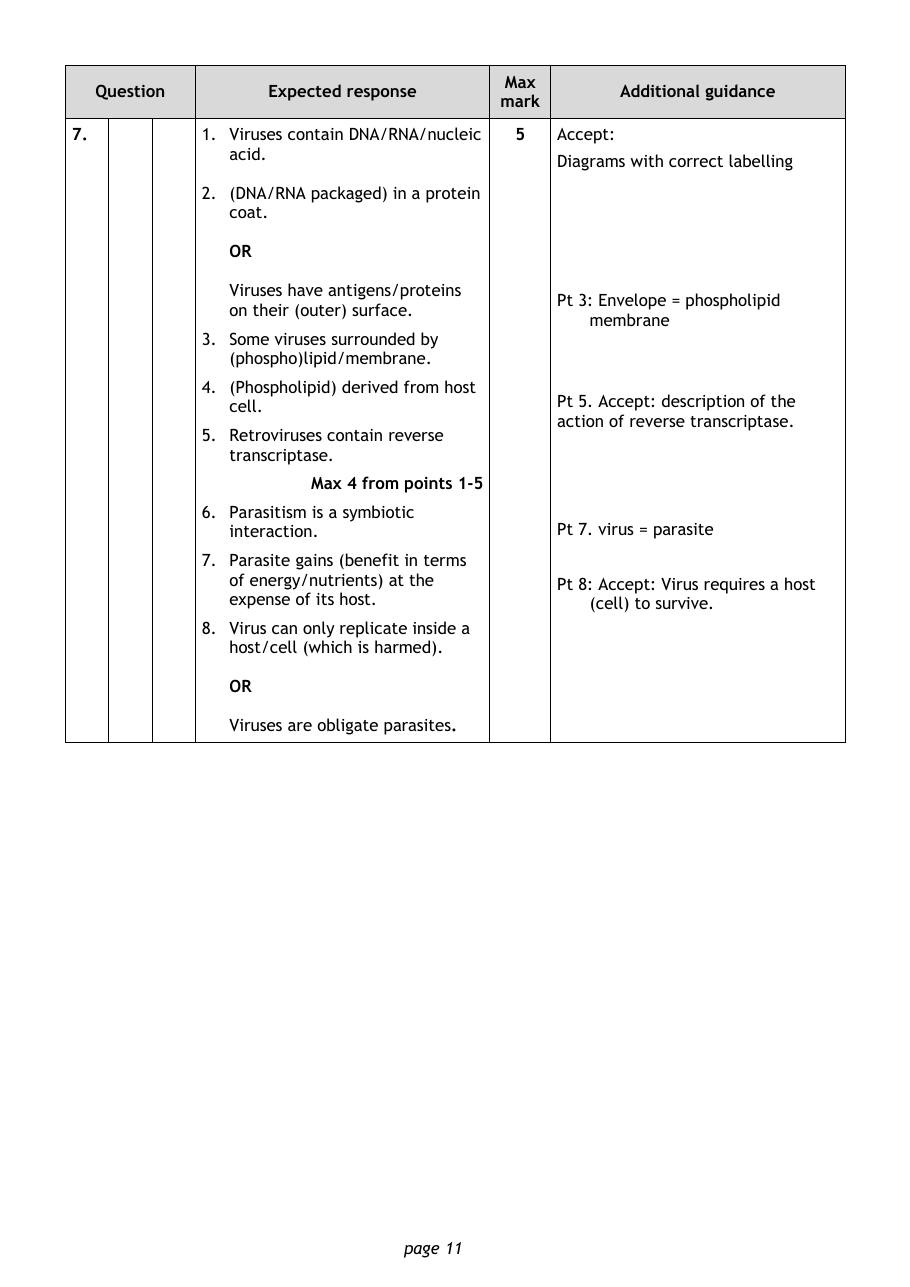 Question Expected response Max mark Additional guidance
7. 1. Viruses contain DNA/RNA/nucleic
acid.
5
Accept:
Diagrams with correct labelling
2. (DNA/RNA packaged) in a protein
coat.
OR
Viruses have antigens/proteins
on their (outer) surface.
Pt 3: Envelope = phospholipid
membrane
3. Some viruses surrounded by
(phospho)lipid/membrane.
4. (Phospholipid) derived from host
cell.
Pt 5. Accept: description of the
action of reverse transcriptase.
5. Retroviruses contain reverse
transcriptase.
Max 4 from points 1-5
6. Parasitism is a symbiotic
interaction.
Pt 7. virus = parasite
7. Parasite gains (benefit in terms
of energy/nutrients) at the
expense of its host.
Pt 8: Accept: Virus requires a host
(cell) to survive.
8. Virus can only replicate inside a
host/cell (which is harmed).
OR
Viruses are obligate parasites.
page 11